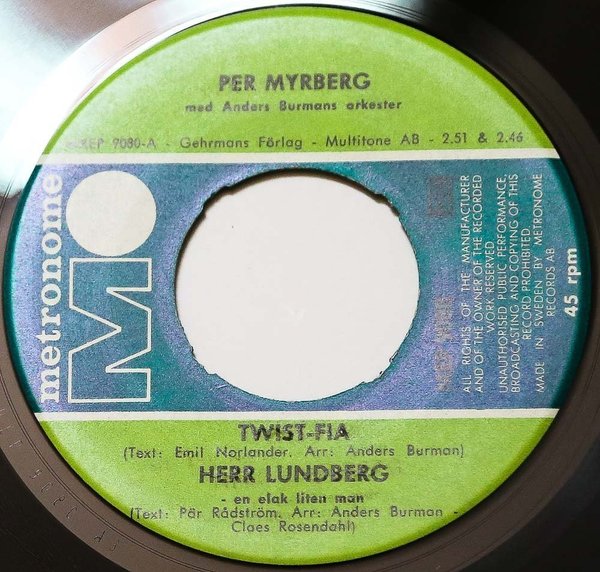 PER MYRBERG
med Anders Burmans orkester
9080-A - Gehrmans Förlag - Multitone AB - 2.51 & 2.46
metronome
ALL RIGHTS OF THE MANUFACTURER
AND OF THE OWNER OF THE RECORDED
WORK RESERVED
UNAUTHORISED PUBLIC PERFORMANCE,
BROADCASTING AND COPYING OF THIS
RECORD PROHIBITED
MADE IN SWEDEN BY METRONOME
RECORDS AB
45 rpm
TWIST-FIA
(Text: Emil Norlander. Arr: Anders Burman)
HERR LUNDBERG
- en elak liten man
(Text: Pär Rådström. Arr: Anders Burman -
Claes Rosendahl)